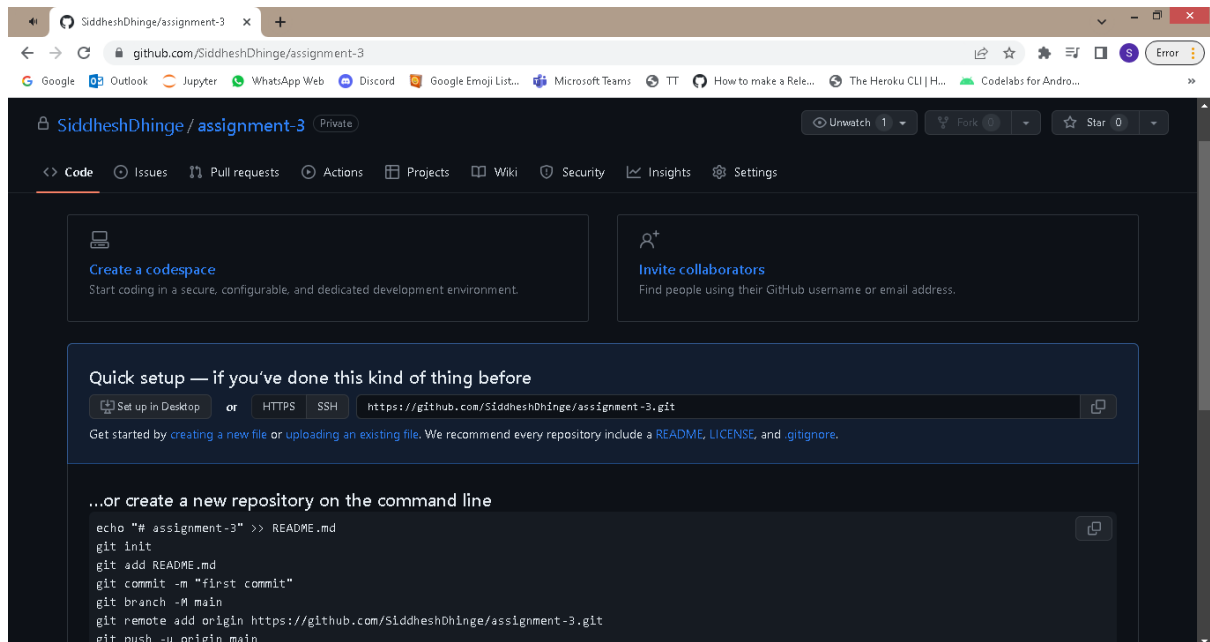 SiddheshDhinge/assignment-3
github.com/SiddheshDhinge/assignment-3 S Error
Google Outlook Jupyter WhatsApp Web Discord Google Emoji List... Microsoft Teams TT How to make a Rele... The Heroku CLI | H... Codelabs for Andro... »
SiddheshDhinge / assignment-3 Private Unwatch 1 Fork 0 Star 0
<> Code Issues Pull requests Actions Projects Wiki Security Insights Settings
Create a codespace
Start coding in a secure, configurable, and dedicated development environment.
Invite collaborators
Find people using their GitHub username or email address.
Quick setup — if you've done this kind of thing before
Set up in Desktop or HTTPS SSH https://github.com/SiddheshDhinge/assignment-3.git
Get started by creating a new file or uploading an existing file. We recommend every repository include a README, LICENSE, and .gitignore.
...or create a new repository on the command line
echo "# assignment-3" >> README.md
git init
git add README.md
git commit -m "first commit"
git branch -M main
git remote add origin https://github.com/SiddheshDhinge/assignment-3.git
git push -u origin main